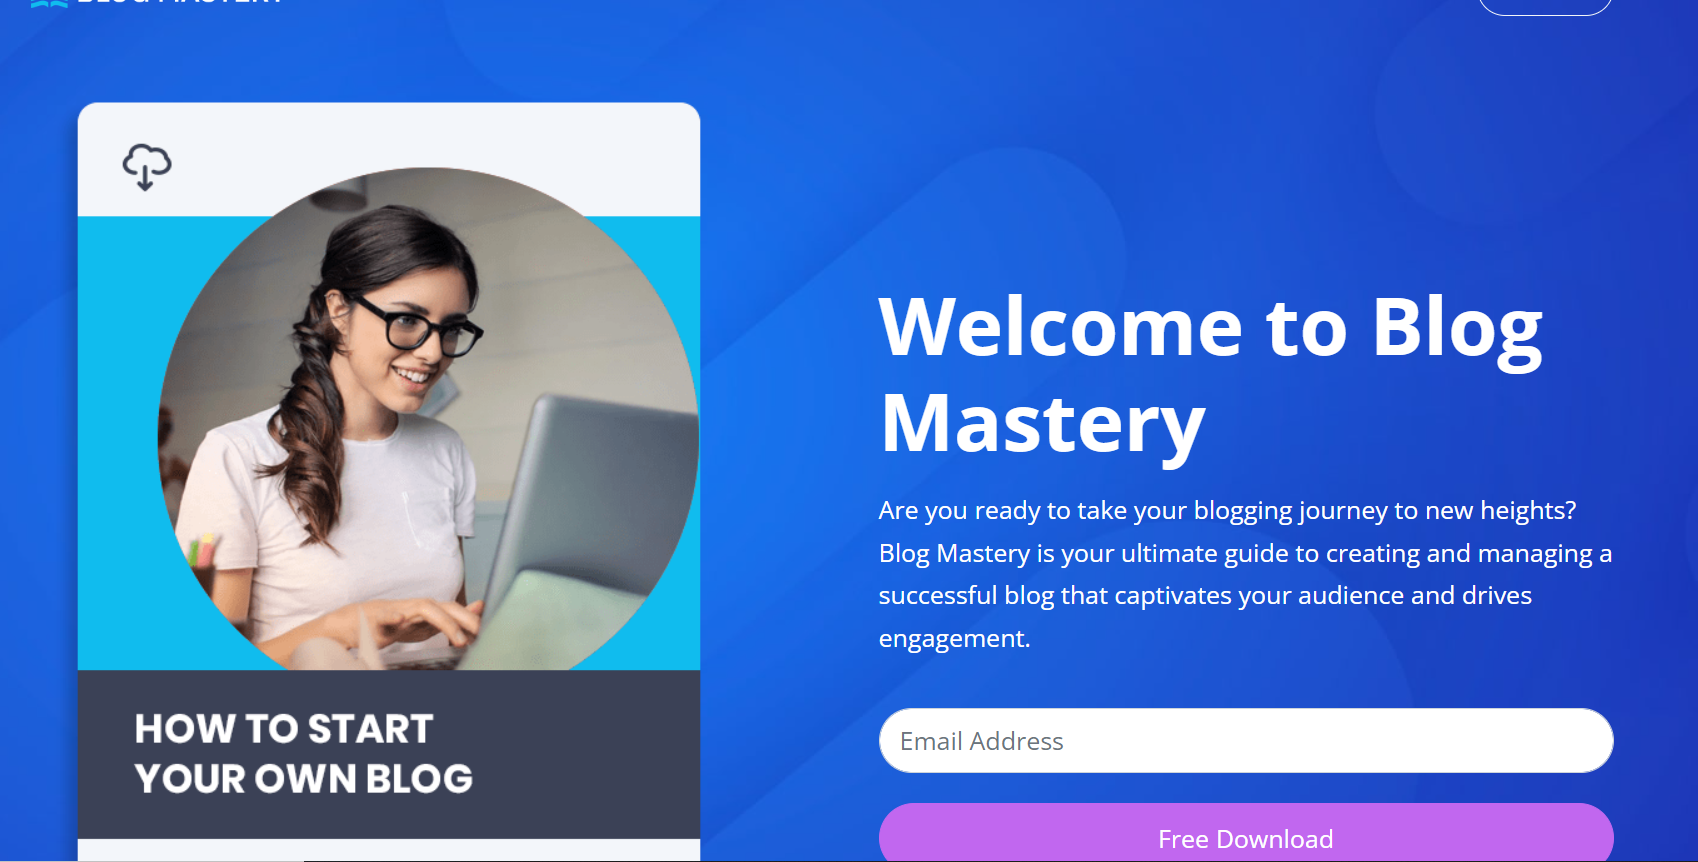 BLOG MASTERY
HOW TO START
YOUR OWN BLOG
Welcome to Blog
Mastery
Are you ready to take your blogging journey to new heights?
Blog Mastery is your ultimate guide to creating and managing a
successful blog that captivates your audience and drives
engagement.
Email Address
Free Download